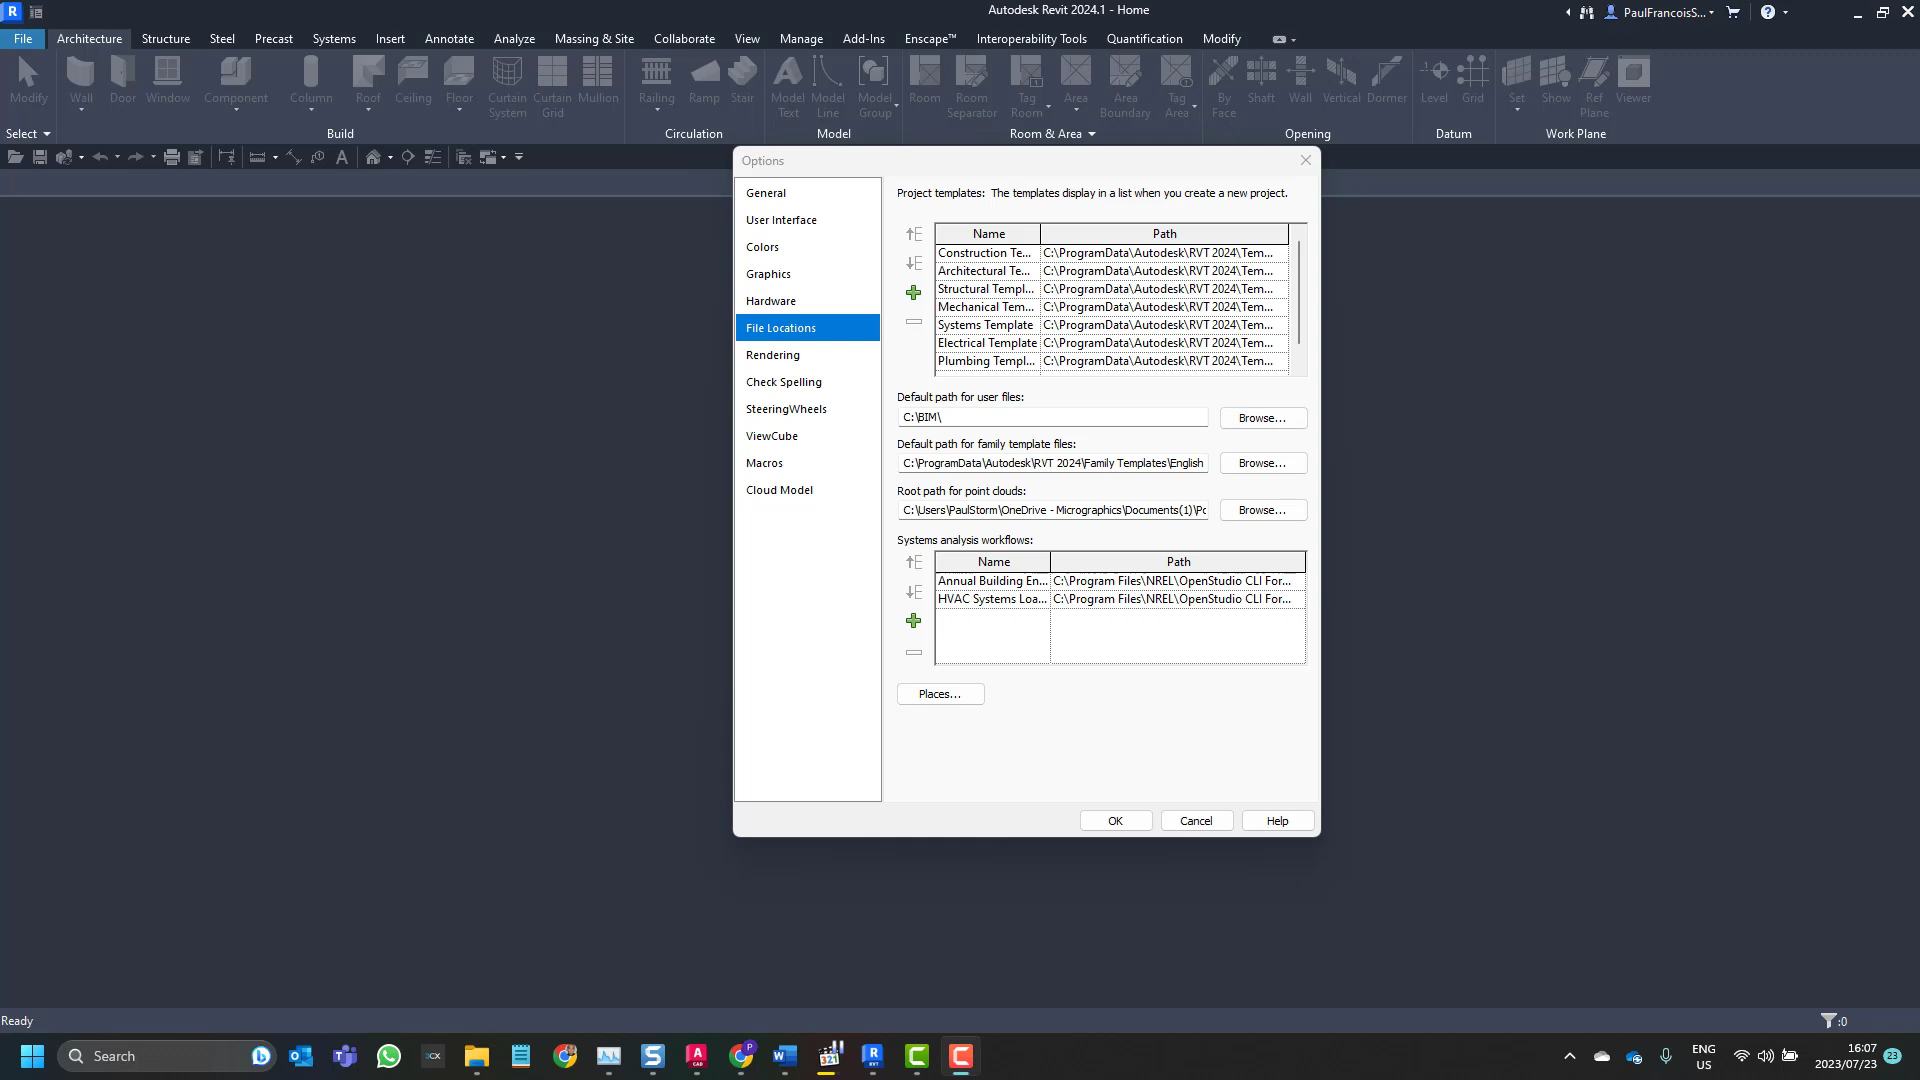 R
Autodesk Revit 2024.1 - Home
PaulFrancoisS...
File Architecture Structure Steel Precast Systems Insert Annotate Analyze Massing & Site Collaborate View Manage Add-Ins Enscape™ Interoperability Tools Quantification Modify
Modify Wall Door Window Component Column Roof Ceiling Floor Curtain System Curtain Grid Mullion Railing Ramp Stair Model Text Model Line Model Group Room Room Separator Tag Room Area Area Boundary Tag Area By Face Shaft Wall Vertical Dormer Level Grid Set Show Ref Plane Viewer
Select Build Circulation Model Room & Area Opening Datum Work Plane
Options
General
User Interface
Colors
Graphics
Hardware
File Locations
Rendering
Check Spelling
SteeringWheels
ViewCube
Macros
Cloud Model
Project templates: The templates display in a list when you create a new project.
Name Path
Construction Te... C:\ProgramData\Autodesk\RVT 2024\Tem...
Architectural Te... C:\ProgramData\Autodesk\RVT 2024\Tem...
Structural Templ... C:\ProgramData\Autodesk\RVT 2024\Tem...
Mechanical Tem... C:\ProgramData\Autodesk\RVT 2024\Tem...
Systems Template C:\ProgramData\Autodesk\RVT 2024\Tem...
Electrical Template C:\ProgramData\Autodesk\RVT 2024\Tem...
Plumbing Templ... C:\ProgramData\Autodesk\RVT 2024\Tem...
Default path for user files:
C:\BIM\ Browse...
Default path for family template files:
C:\ProgramData\Autodesk\RVT 2024\Family Templates\English Browse...
Root path for point clouds:
C:\Users\PaulStorm\OneDrive - Micrographics\Documents(1)\Pc Browse...
Systems analysis workflows:
Name Path
Annual Building En... C:\Program Files\NREL\OpenStudio CLI For...
HVAC Systems Loa... C:\Program Files\NREL\OpenStudio CLI For...
Places...
OK Cancel Help
Ready
:0
Search
3CX
321
ENG
US
16:07
2023/07/23
23